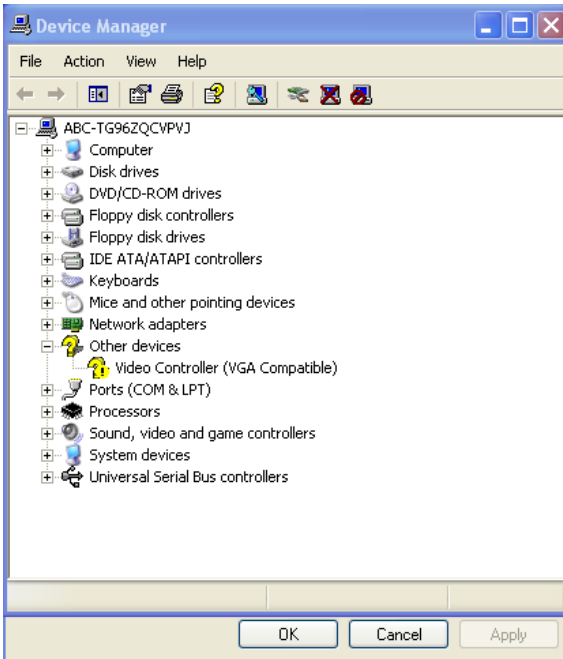 Device Manager
File Action View Help
ABC-TG96ZQCVPVJ
Computer
Disk drives
DVD/CD-ROM drives
Floppy disk controllers
Floppy disk drives
IDE ATA/ATAPI controllers
Keyboards
Mice and other pointing devices
Network adapters
Other devices
Video Controller (VGA Compatible)
Ports (COM & LPT)
Processors
Sound, video and game controllers
System devices
Universal Serial Bus controllers
OK Cancel Apply